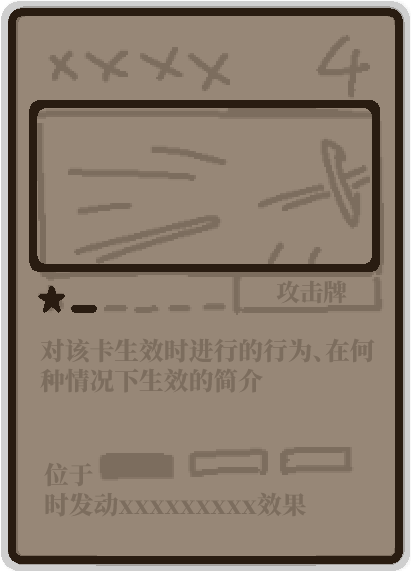 ×××× 4
攻击牌
对该卡生效时进行的行为、在何
种情况下生效的简介
位于
时发动xxxxxxxxx效果